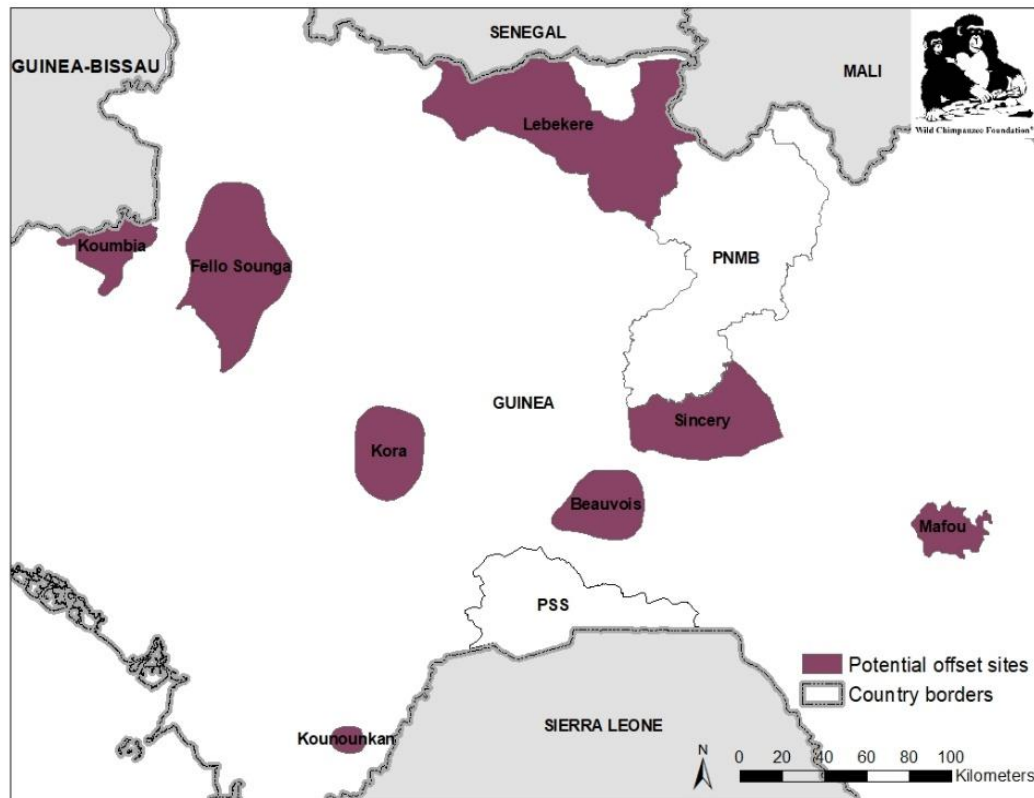 SENEGAL
GUINEA-BISSAU
MALI
Wild Chimpanzee Foundation®
Lebekere
Koumbia
Fello Sounga
PNMB
GUINEA
Sincery
Kora
Beauvois
Mafou
PSS
Potential offset sites
Country borders
Kounounkan
SIERRA LEONE
N
0 20 40 60 80 100
Kilometers